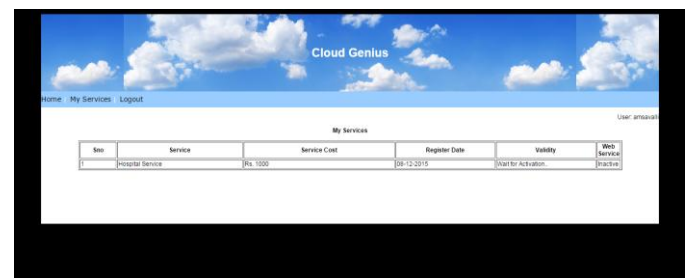 Cloud Genius
Home | My Services | Logout
User: amsavalli
My Services
Sno Service Service Cost Register Date Validity Web Service
1 Hospital Service Rs. 1000 08-12-2015 Wait for Activation.. Inactive